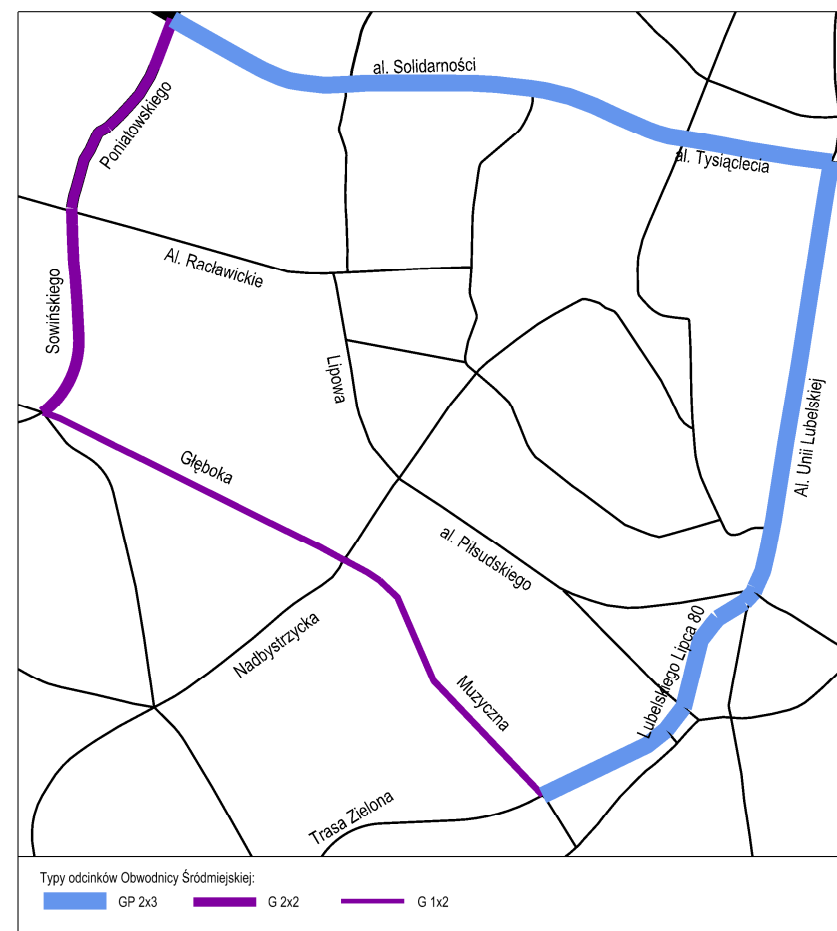 al. Solidarności
Poniatowskiego
al. Tysiąclecia
Al. Racławickie
Sowińskiego
Lipowa
Al. Unii Lubelskiej
Głęboka
al. Piłsudskiego
Nadbystrzycka
Lubelskiego Lipca 80
Muzyczna
Trasa Zielona
Typy odcinków Obwodnicy Śródmiejskiej:
GP 2x3 G 2x2 G 1x2